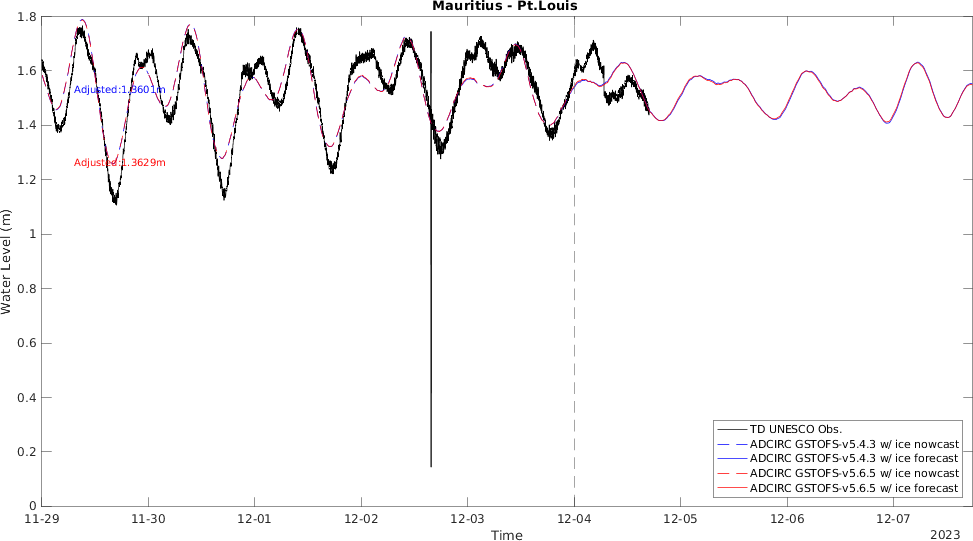 Mauritius - Pt.Louis
Water Level (m)
1.8
1.6
1.4
1.2
1
0.8
0.6
0.4
0.2
0
Adjusted:1.3601m
Adjusted:1.3629m
TD UNESCO Obs.
ADCIRC GSTOFS-v5.4.3 w/ ice nowcast
ADCIRC GSTOFS-v5.4.3 w/ ice forecast
ADCIRC GSTOFS-v5.6.5 w/ ice nowcast
ADCIRC GSTOFS-v5.6.5 w/ ice forecast
11-29 11-30 12-01 12-02 12-03 12-04 12-05 12-06 12-07
Time
2023